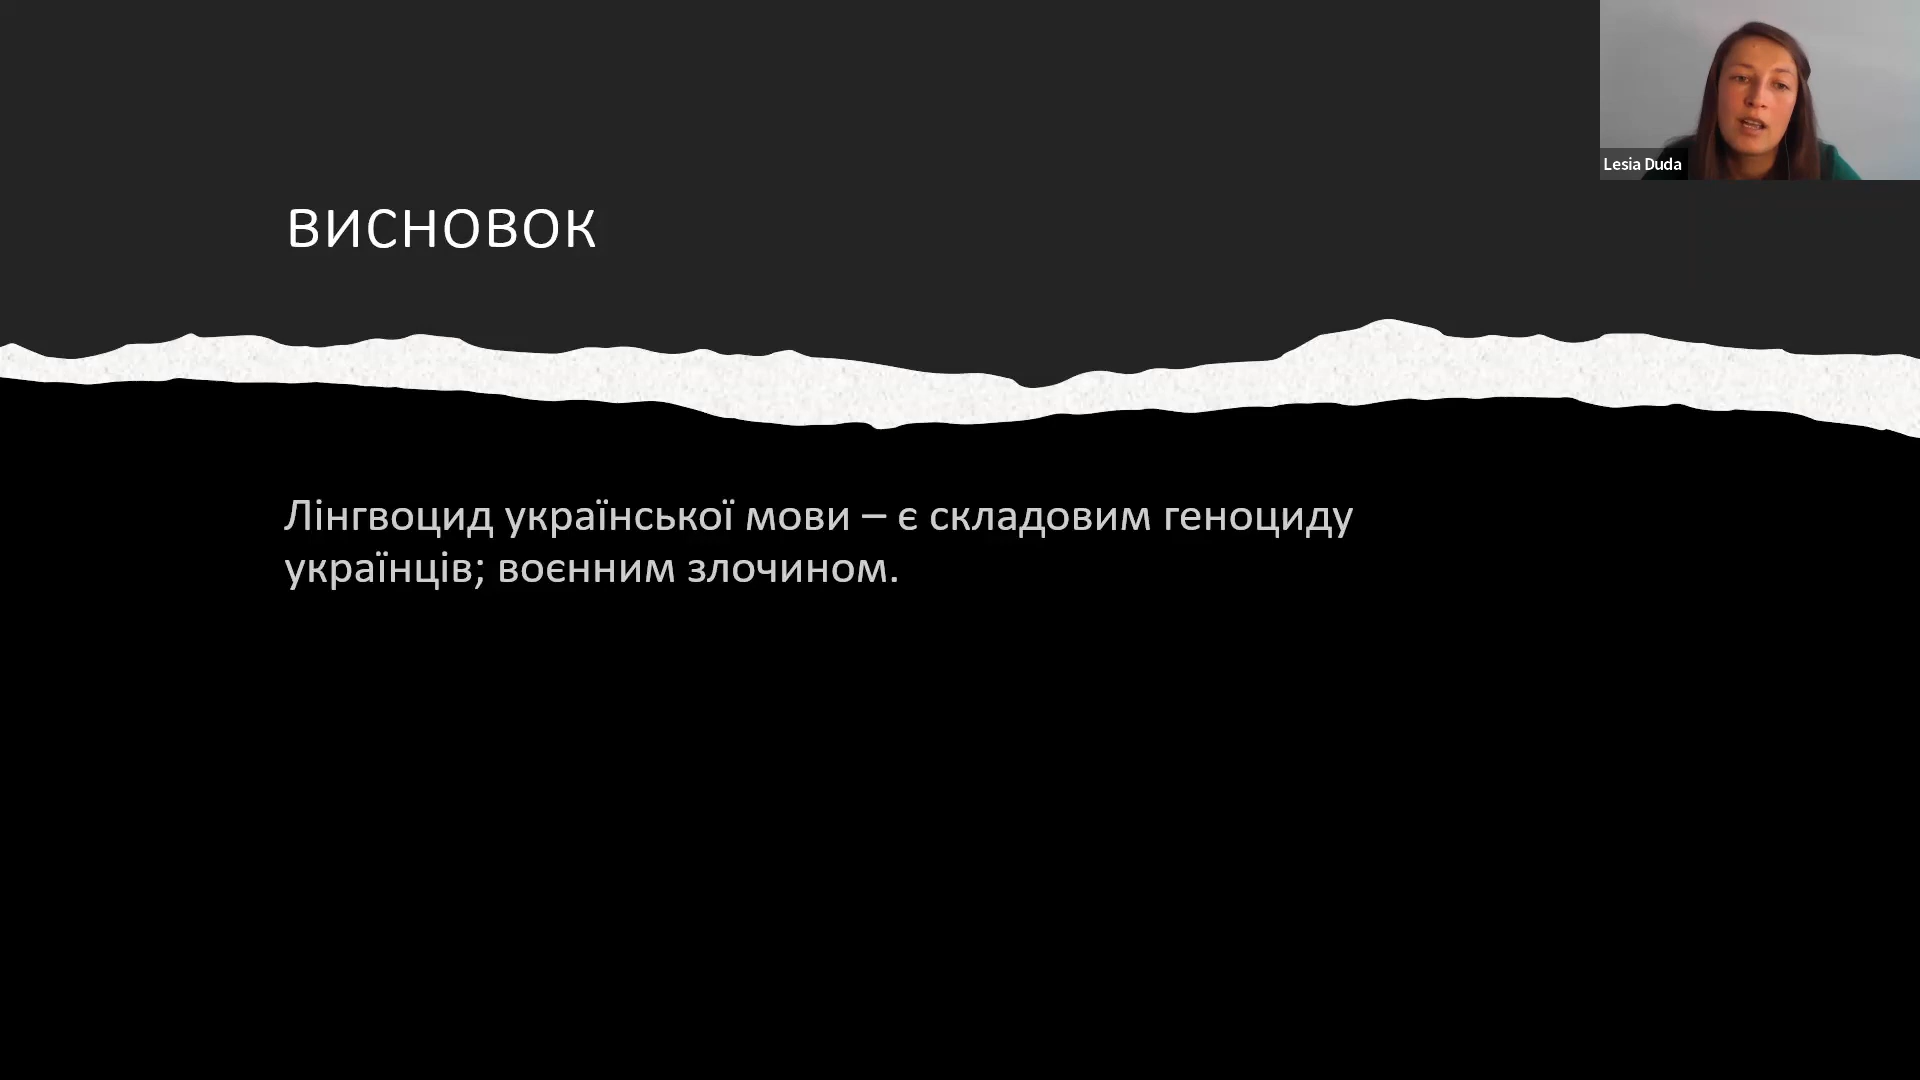 Lesia Duda
ВИСНОВОК
Лінгвоцид української мови – є складовим геноциду
українців; воєнним злочином.